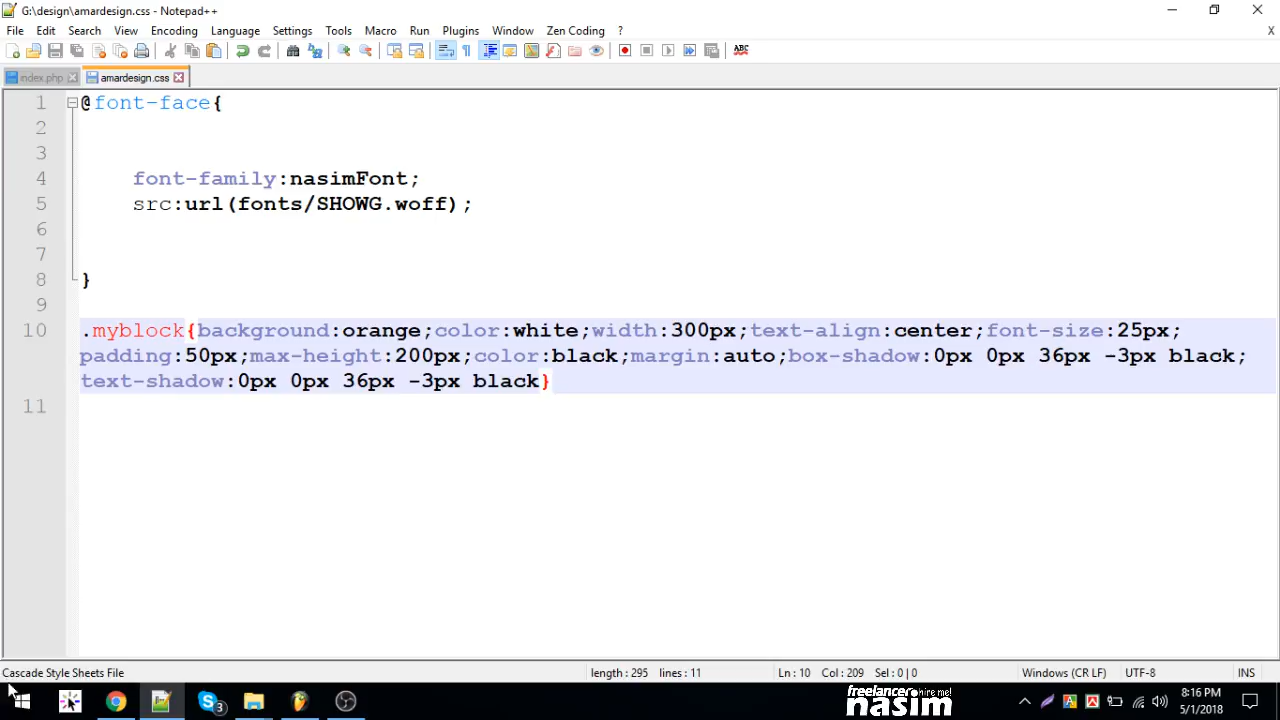 G:\design\amardesign.css - Notepad++
File Edit Search View Encoding Language Settings Tools Macro Run Plugins Window Zen Coding ? X
ABC
index.php amardesign.css
1 @font-face{
2
3
4 font-family:nasimFont;
5 src:url(fonts/SHOWG.woff);
6
7
8 }
9
10 .myblock{background:orange;color:white;width:300px;text-align:center;font-size:25px;
padding:50px;max-height:200px;color:black;margin:auto;box-shadow:0px 0px 36px -3px black;
text-shadow:0px 0px 36px -3px black}
11
Cascade Style Sheets File length : 295 lines : 11 Ln : 10 Col : 209 Sel : 0 | 0 Windows (CR LF) UTF-8 INS
3
freelancer hire me!
nasim
8:16 PM
5/1/2018